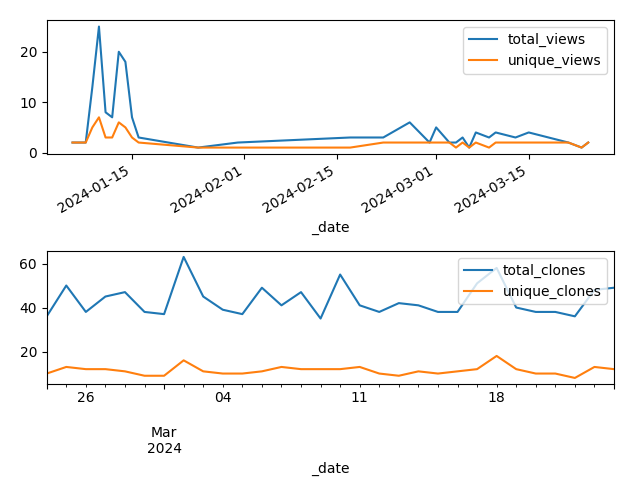 total_views
unique_views
20
10
0
2024-01-15
2024-02-01
2024-02-15
2024-03-01
2024-03-15
_date
total_clones
unique_clones
60
40
20
26
04
11
18
Mar
2024
_date